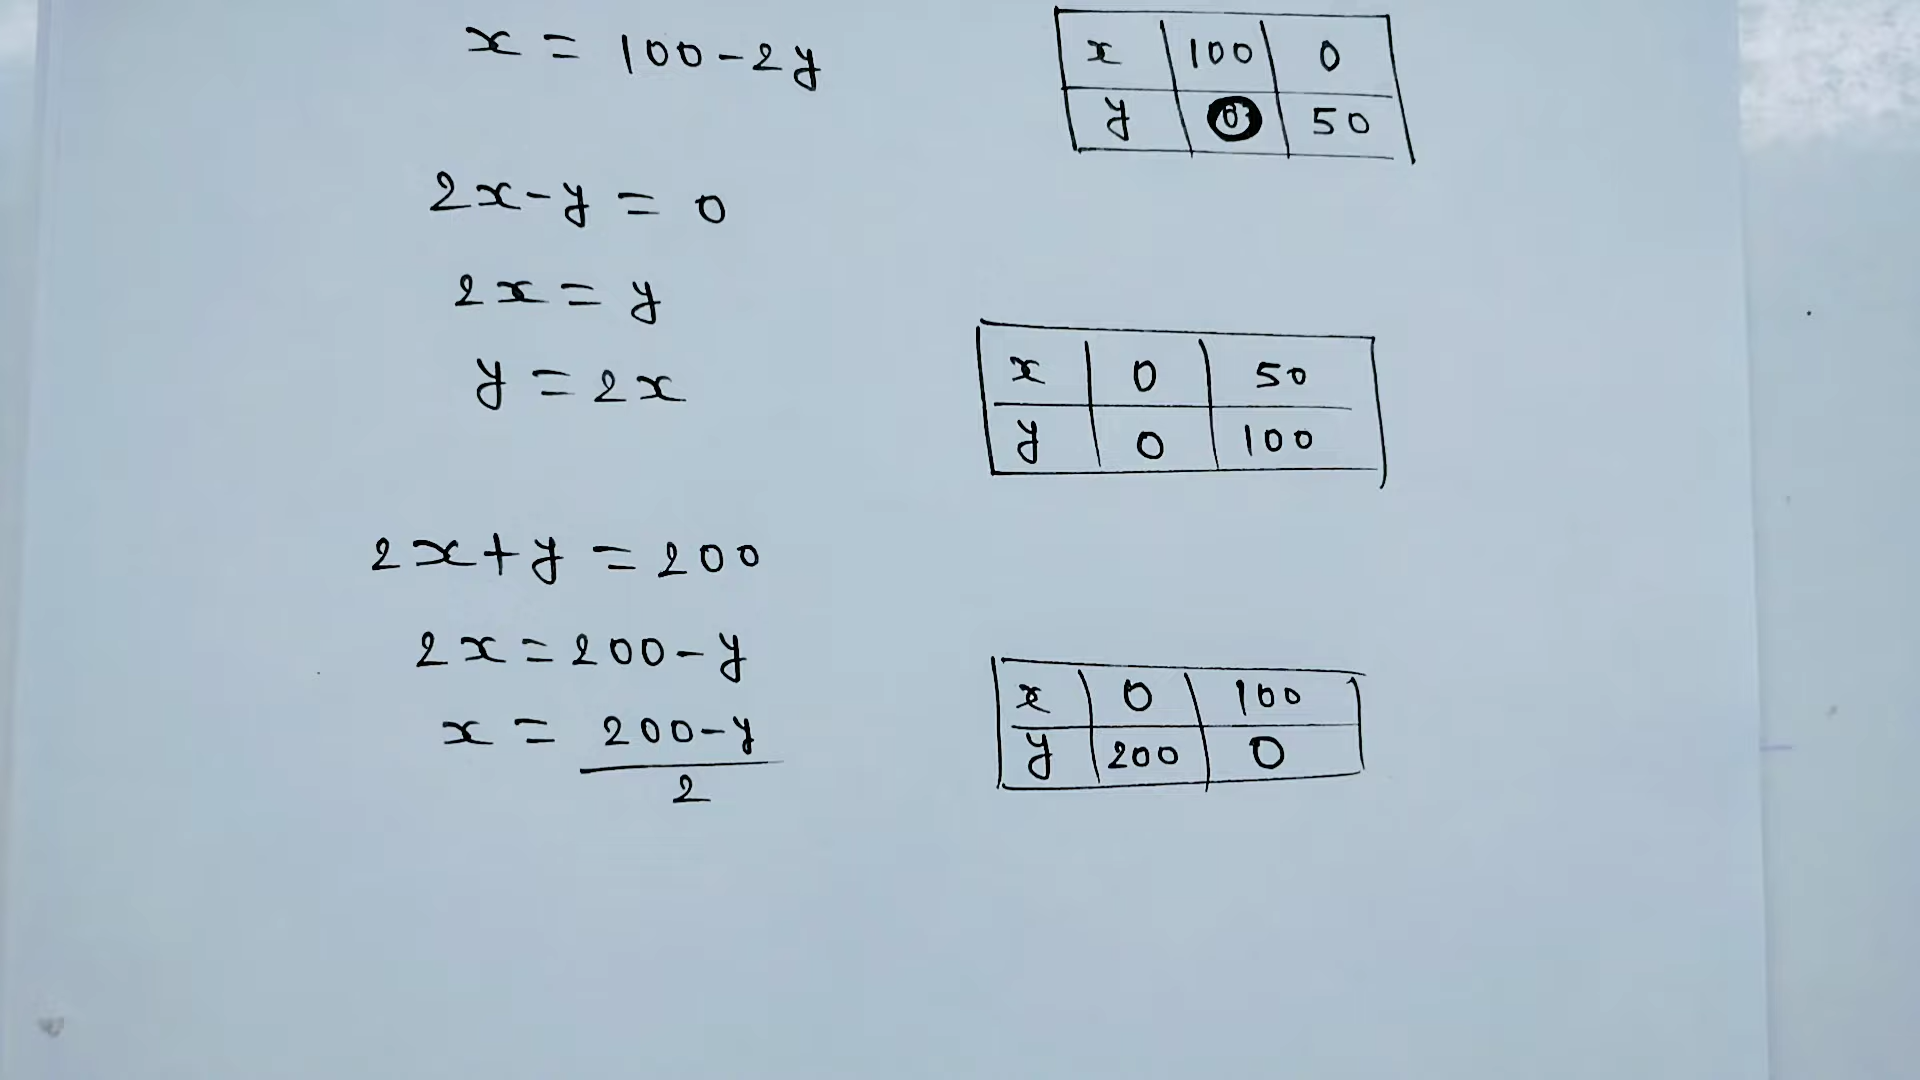 x = 100 - 2y
x | 100 | 0
y | 0 | 50
2x - y = 0
2x = y
y = 2x
x | 0 | 50
y | 0 | 100
2x + y = 200
2x = 200 - y
x = 200 - y
2
x | 0 | 100
y | 200 | 0